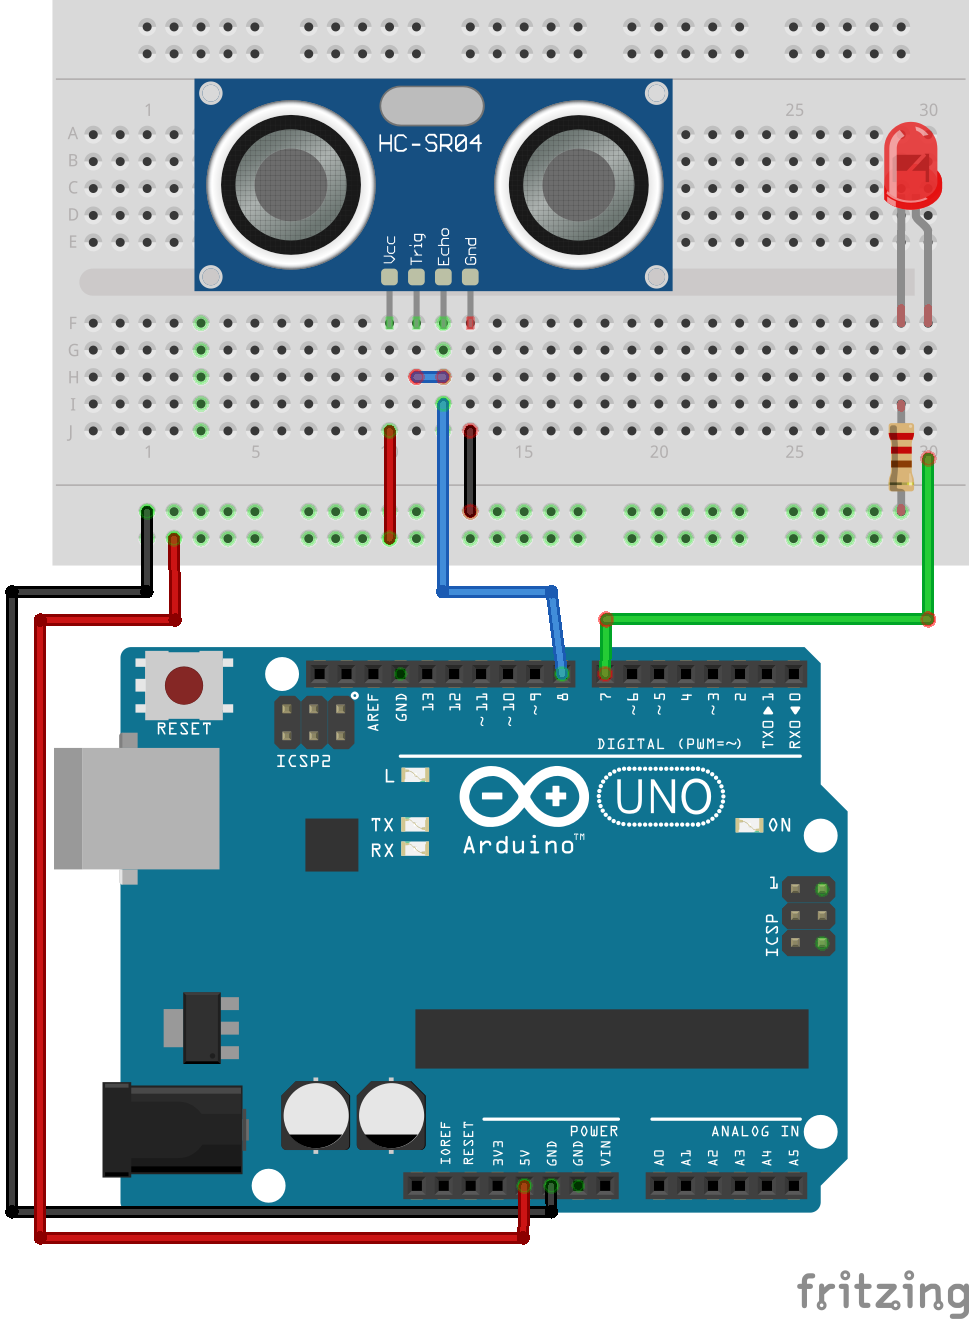 1 25 30
A
B
C
D
E
F
G
H
I
J
HC-SR04
Vcc
Trig
Echo
Gnd
1 5 10 15 20 25 30
RESET
ICSP2
AREF
GND
13
12
~11
~10
~9
8
7
~6
~5
4
~3
2
TX0▶1
RX0◀0
DIGITAL (PWM=~)
L
TX
RX
Arduino™
UNO
ON
1
ICSP
IOREF
RESET
3V3
5V
GND
GND
VIN
POWER
ANALOG IN
A0
A1
A2
A3
A4
A5
fritzing